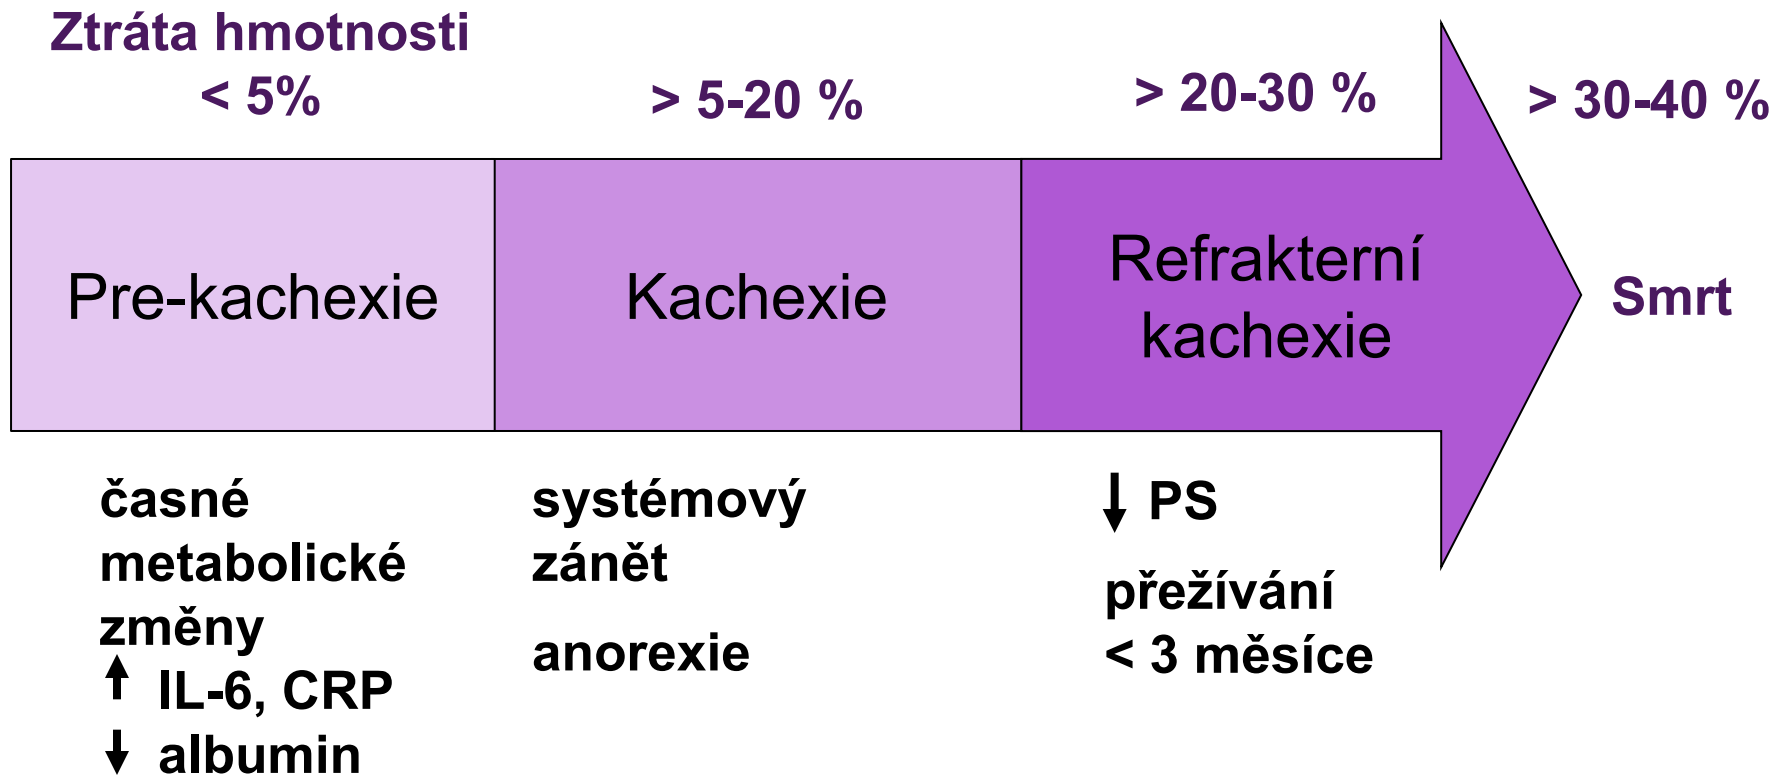 Ztráta hmotnosti
< 5%
> 5-20 %
> 20-30 %
> 30-40 %
Pre-kachexie
Kachexie
Refrakterní
kachexie
Smrt
časné
metabolické
změny
↑ IL-6, CRP
↓ albumin
systémový
zánět
anorexie
↓ PS
přežívání
< 3 měsíce